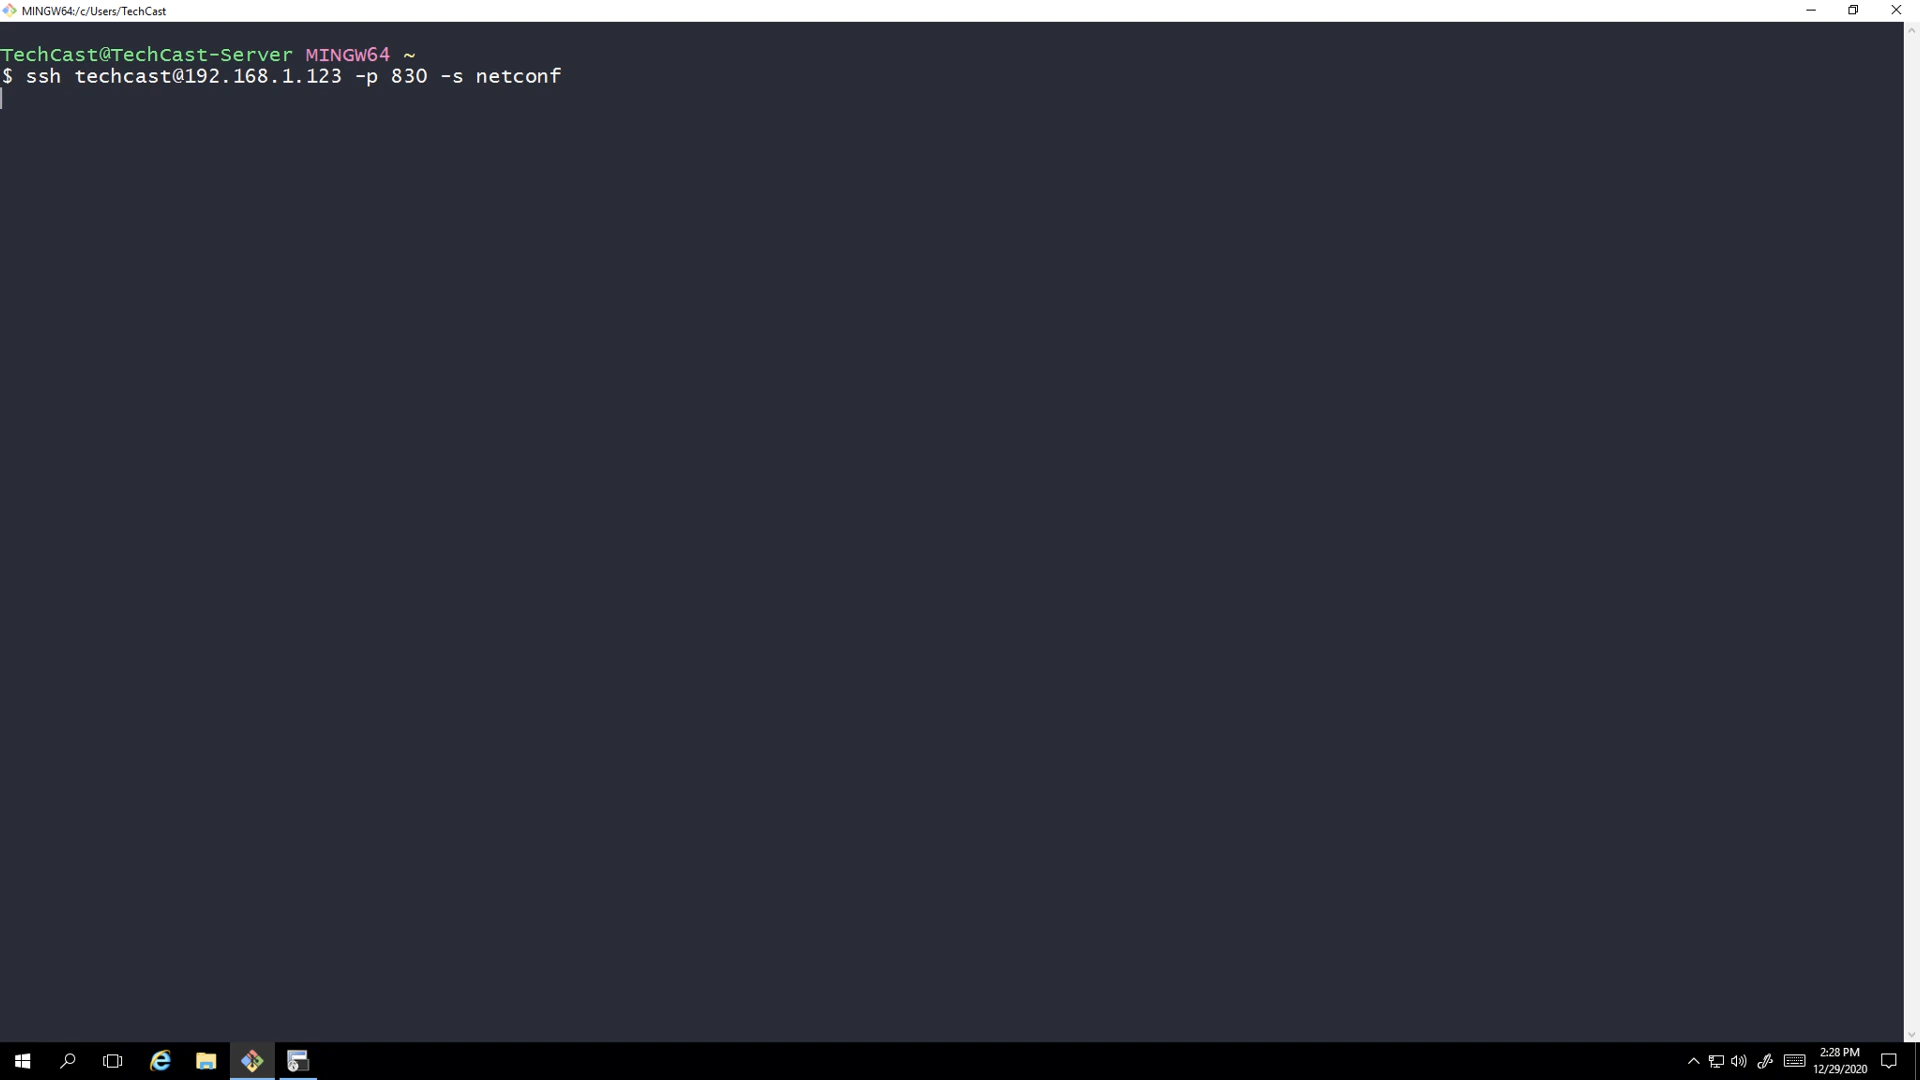 MINGW64:/c/Users/TechCast
TechCast@TechCast-Server MINGW64 ~
$ ssh techcast@192.168.1.123 -p 830 -s netconf
2:28 PM
12/29/2020